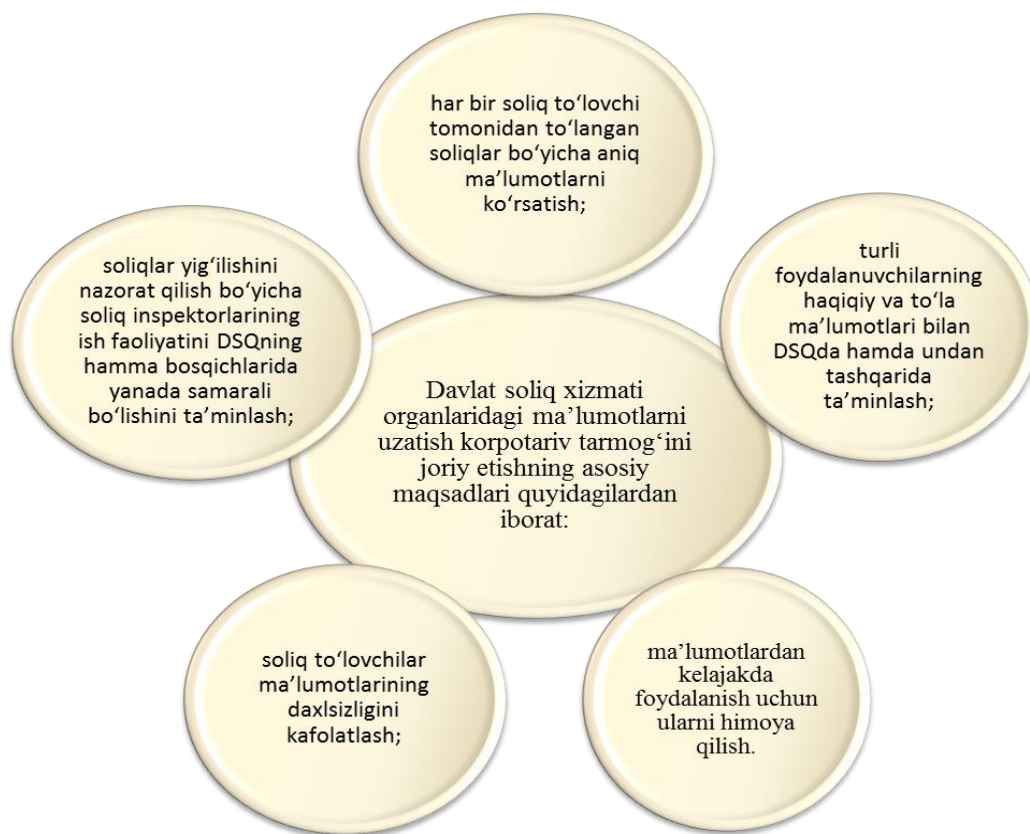 har bir soliq to‘lovchi
tomonidan to‘langan
soliqlar bo‘yicha aniq
ma’lumotlarni
ko‘rsatish;
soliqlar yig‘ilishini
nazorat qilish bo‘yicha
soliq inspektorlarining
ish faoliyatini DSQning
hamma bosqichlarida
yanada samarali
bo‘lishini ta’minlash;
turli
foydalanuvchilarning
haqiqiy va to‘la
ma’lumotlari bilan
DSQda hamda undan
tashqarida
ta’minlash;
Davlat soliq xizmati
organlaridagi ma’lumotlarni
uzatish korpotariv tarmog‘ini
joriy etishning asosiy
maqsadlari quyidagilardan
iborat:
soliq to‘lovchilar
ma’lumotlarining
daxlsizligini
kafolatlash;
ma’lumotlardan
kelajakda
foydalanish uchun
ularni himoya
qilish.